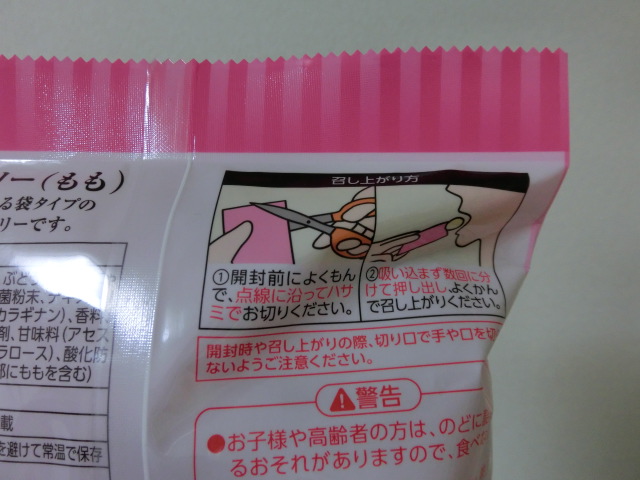 リー(もも)
る袋タイプの
リーです。
ぶどう
菌粉末、デキ
カラギナン)、香料、
剤、甘味料(アセス
ラロース)、酸化防
部にももを含む)
載
を避けて常温で保存
召し上がり方
①開封前によくもん
で、点線に沿ってハサ
ミでお切りください。
②吸い込まず数回に分
けて押し出し、よくかん
で召し上がりください。
開封時や召し上がりの際、切り口で手や口を切
ないようご注意ください。
警告
●お子様や高齢者の方は、のどに
るおそれがありますので、食べ